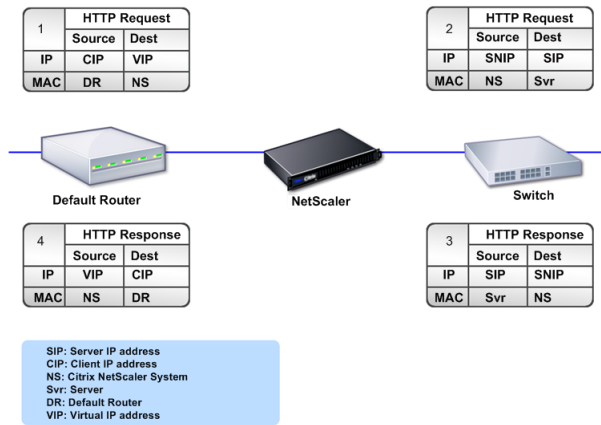 1 HTTP Request
Source Dest
IP CIP VIP
MAC DR NS
2 HTTP Request
Source Dest
IP SNIP SIP
MAC NS Svr
Default Router
NetScaler
Switch
4 HTTP Response
Source Dest
IP VIP CIP
MAC NS DR
3 HTTP Response
Source Dest
IP SIP SNIP
MAC Svr NS
SIP: Server IP address
CIP: Client IP address
NS: Citrix NetScaler System
Svr: Server
DR: Default Router
VIP: Virtual IP address